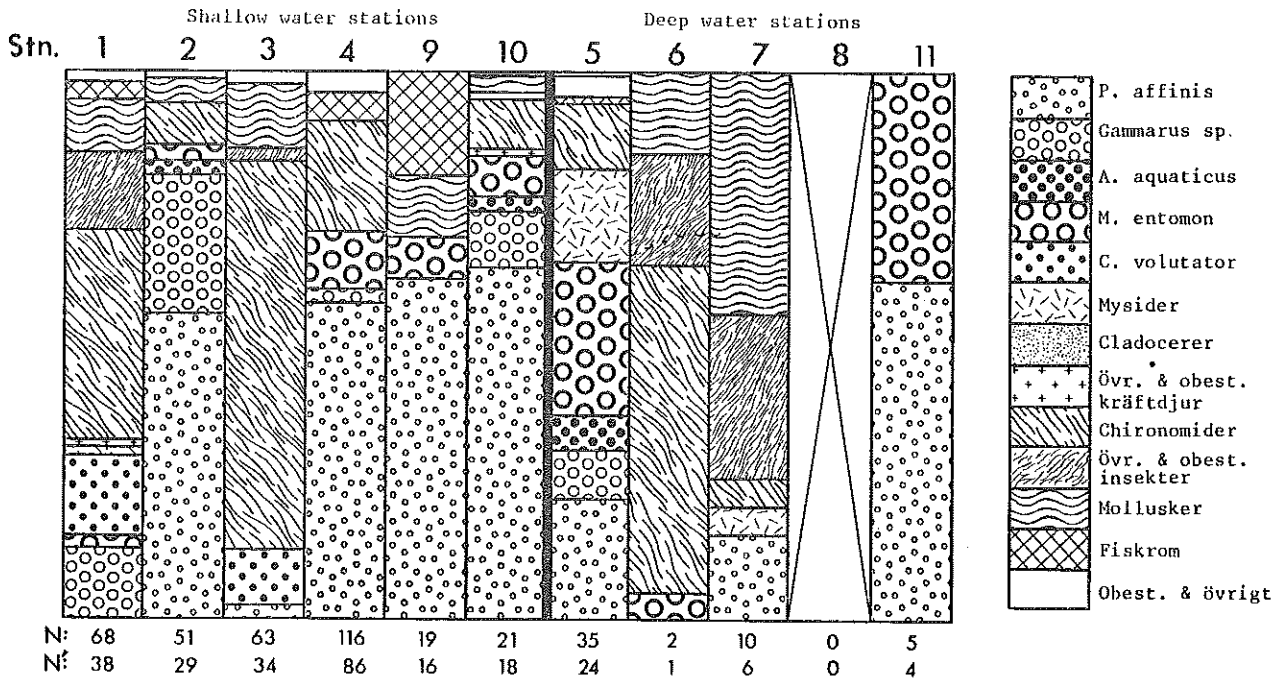 Shallow water stations
Deep water stations
Stn. 1 2 3 4 9 10 5 6 7 8 11
P. affinis
Gammarus sp.
A. aquaticus
M. entomon
C. volutator
Mysider
Cladocerer
Övr. & obest.
kräftdjur
Chironomider
Övr. & obest.
insekter
Mollusker
Fiskrom
Obest. & övrigt
N: 68 51 63 116 19 21 35 2 10 0 5
N': 38 29 34 86 16 18 24 1 6 0 4